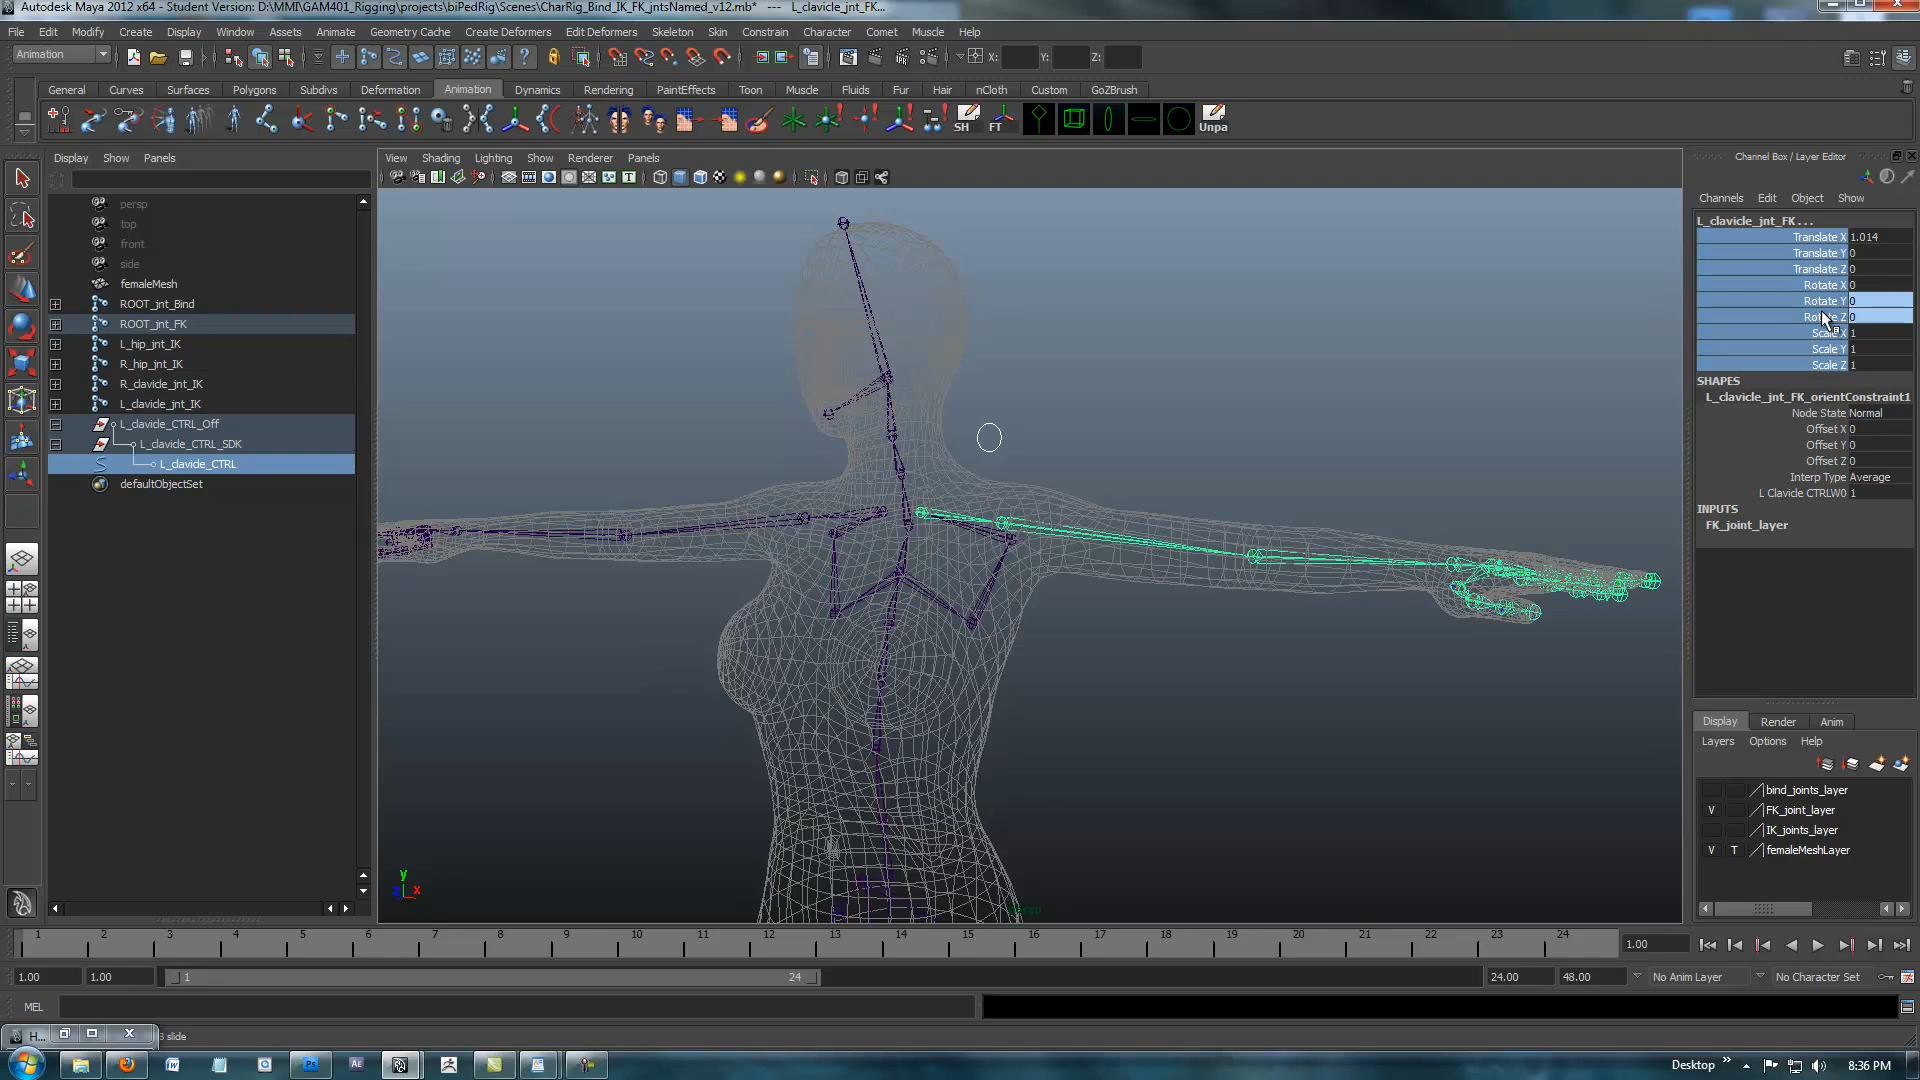 Autodesk Maya 2012 x64 - Student Version: D:\MMI\GAM401_Rigging\projects\biPedRig\Scenes\CharRig_Bind_IK_FK_jntsNamed_v12.mb* --- L_clavicle_jnt_FK...
File Edit Modify Create Display Window Assets Animate Geometry Cache Create Deformers Edit Deformers Skeleton Skin Constrain Character Comet Muscle Help
Animation X: Y: Z:
General Curves Surfaces Polygons Subdivs Deformation Animation Dynamics Rendering PaintEffects Toon Muscle Fluids Fur Hair nCloth Custom GoZBrush
SH FT Unpa
Display Show Panels
View Shading Lighting Show Renderer Panels
Channel Box / Layer Editor
Channels Edit Object Show
persp
top
front
side
femaleMesh
ROOT_jnt_Bind
ROOT_jnt_FK
L_hip_jnt_IK
R_hip_jnt_IK
R_clavicle_jnt_IK
L_clavicle_jnt_IK
L_clavicle_CTRL_Off
L_clavicle_CTRL_SDK
L_clavicle_CTRL
defaultObjectSet
L_clavicle_jnt_FK . . .
Translate X 1.014
Translate Y 0
Translate Z 0
Rotate X 0
Rotate Y 0
Rotate Z 0
Scale X 1
Scale Y 1
Scale Z 1
SHAPES
L_clavicle_jnt_FK_orientConstraint1
Node State Normal
Offset X 0
Offset Y 0
Offset Z 0
Interp Type Average
L Clavicle CTRLW0 1
INPUTS
FK_joint_layer
y
z x
persp
Display Render Anim
Layers Options Help
bind_joints_layer
V FK_joint_layer
IK_joints_layer
V T femaleMeshLayer
1 2 3 4 5 6 7 8 9 10 11 12 13 14 15 16 17 18 19 20 21 22 23 24 1.00
1.00 1.00 1 24 24.00 48.00 No Anim Layer No Character Set
MEL
H... slide
Desktop 8:36 PM